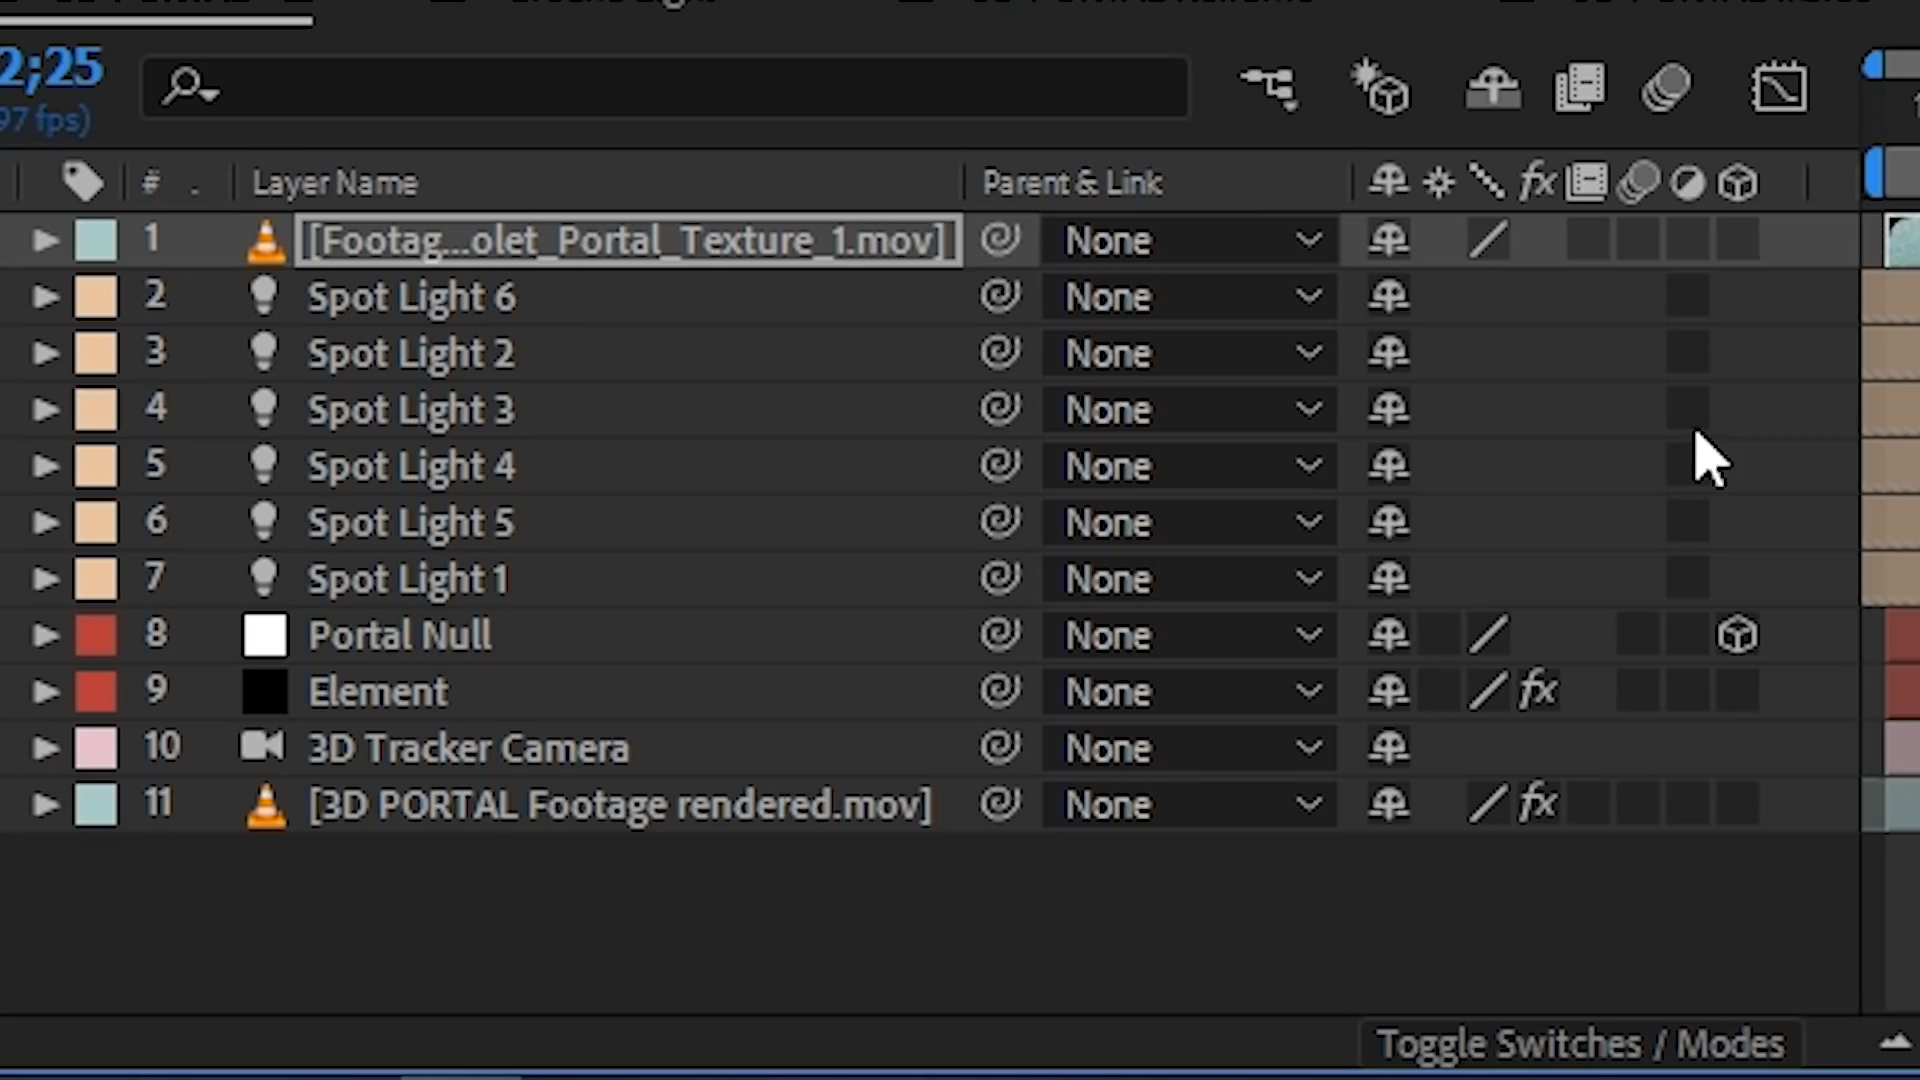 2;25
97 fps)
# . Layer Name Parent & Link fx
1 [Footag...olet_Portal_Texture_1.mov] None
2 Spot Light 6 None
3 Spot Light 2 None
4 Spot Light 3 None
5 Spot Light 4 None
6 Spot Light 5 None
7 Spot Light 1 None
8 Portal Null None
9 Element None fx
10 3D Tracker Camera None
11 [3D PORTAL Footage rendered.mov] None fx
Toggle Switches / Modes